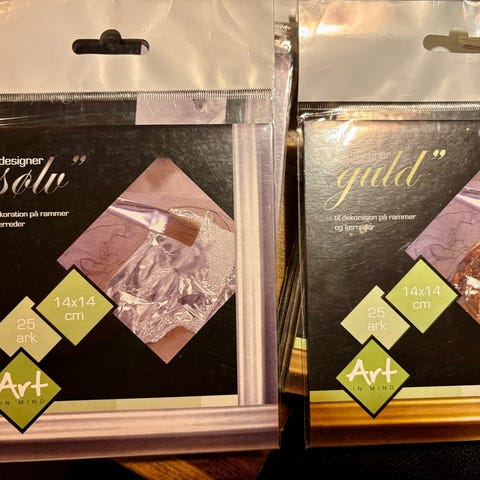 designer
sølv”
dekoration på rammer
lærreder
14x14
cm
25
ark
Art
IN MIND
designer
guld”
til dekoration på rammer
og lærreder
14x14
cm
25
ark
Art
IN MIND